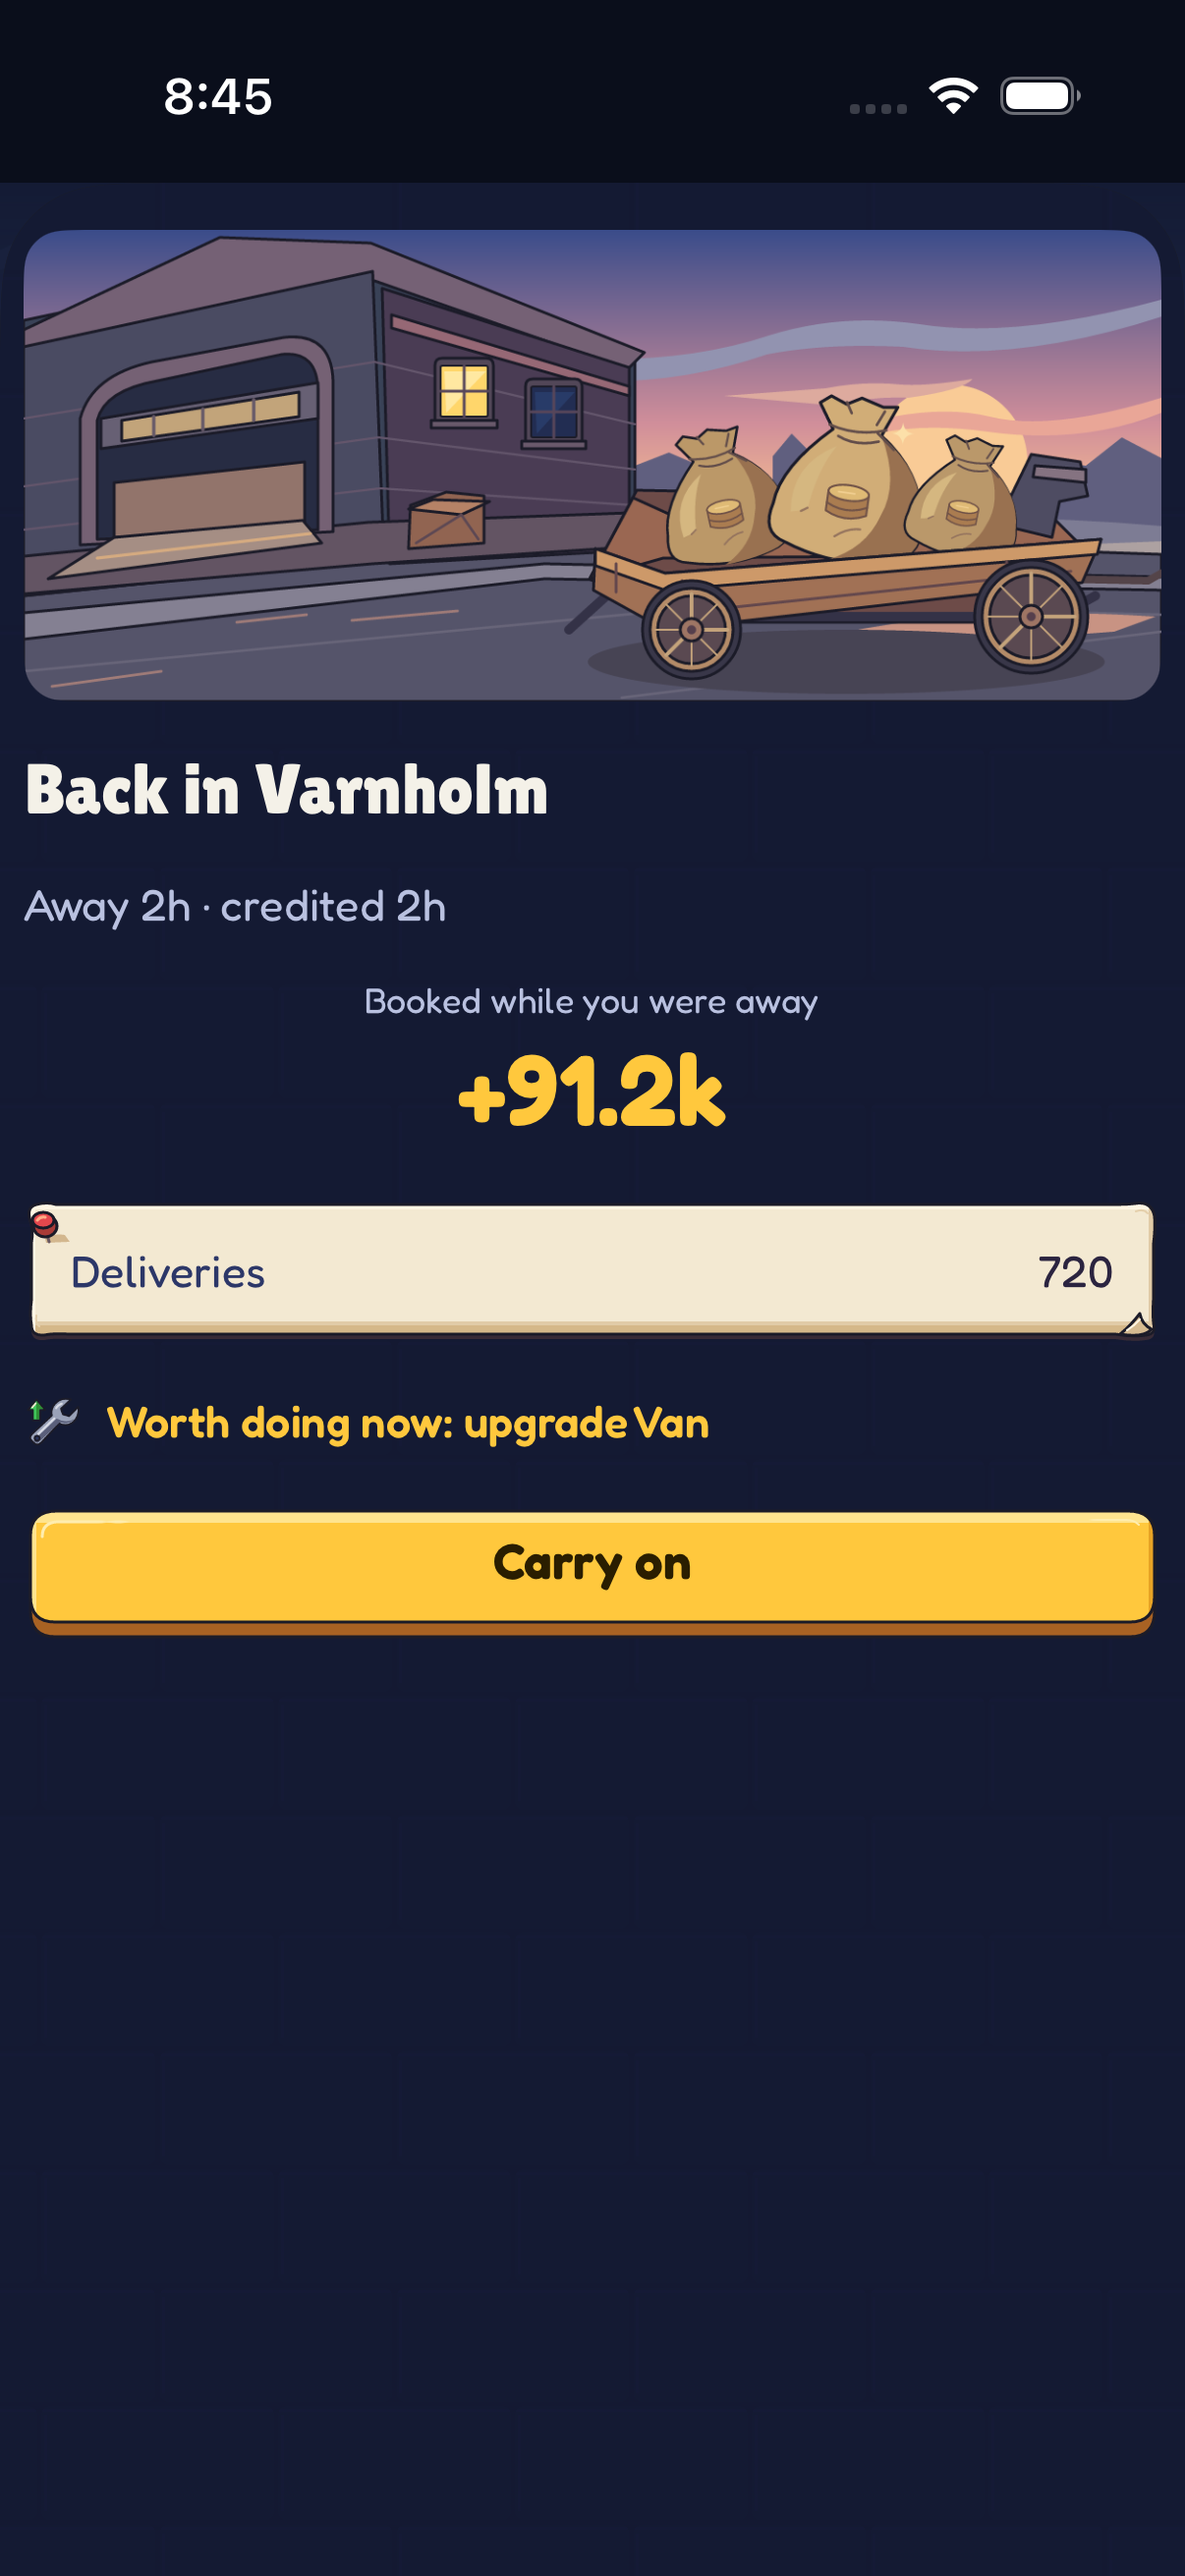 8:45
Back in Varnholm
Away 2h · credited 2h
Booked while you were away
+91.2k
Deliveries 720
Worth doing now: upgrade Van
Carry on